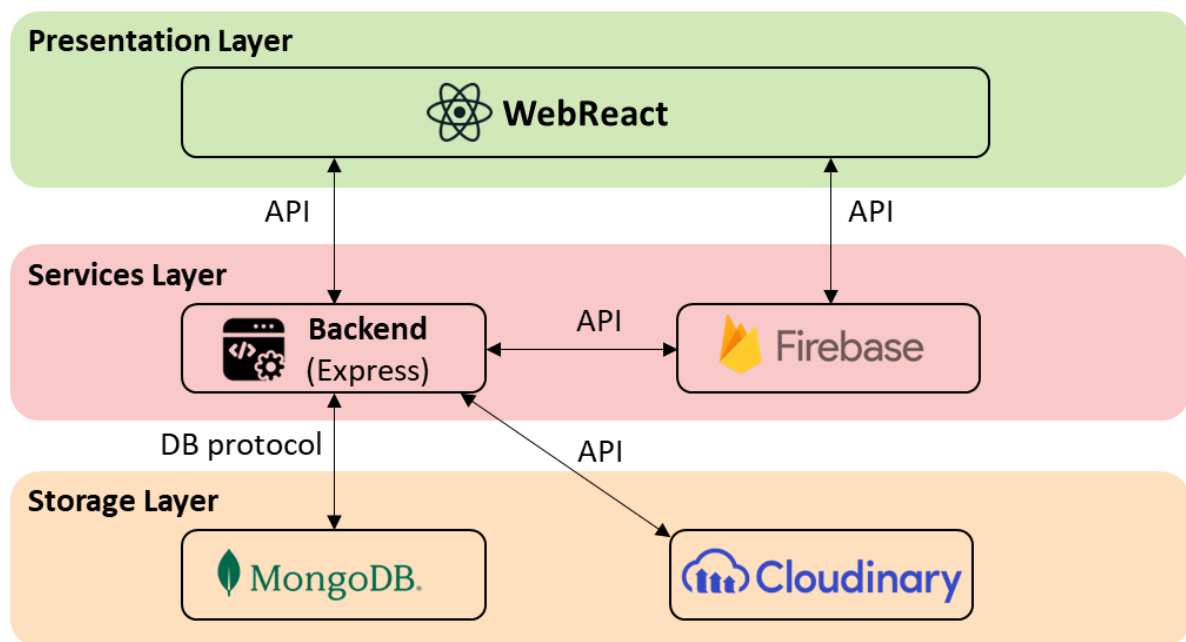 Presentation Layer
WebReact
API
API
Services Layer
Backend
(Express)
API
Firebase
DB protocol
API
Storage Layer
MongoDB.
Cloudinary